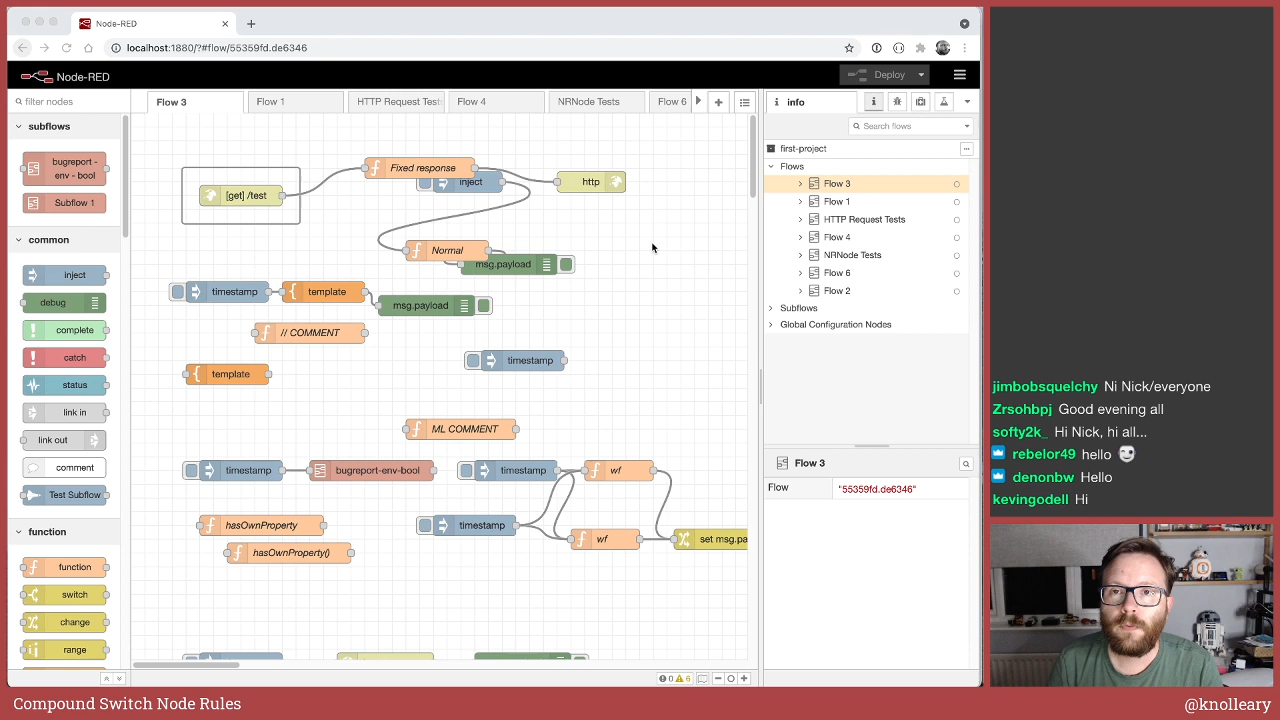 Node-RED
localhost:1880/?#flow/55359fd.de6346
Node-RED
Deploy
filter nodes
Flow 3
Flow 1
HTTP Request Tests
Flow 4
NRNode Tests
Flow 6
info
Search flows
subflows
bugreport -
env - bool
Subflow 1
common
inject
debug
complete
catch
status
link in
link out
comment
Test Subflow
function
function
switch
change
range
Fixed response
inject
[get] /test
http
Normal
msg.payload
timestamp
template
msg.payload
// COMMENT
timestamp
template
ML COMMENT
timestamp
bugreport-env-bool
timestamp
wf
hasOwnProperty
timestamp
hasOwnProperty()
wf
set msg.pa
0
6
first-project
Flows
Flow 3
Flow 1
HTTP Request Tests
Flow 4
NRNode Tests
Flow 6
Flow 2
Subflows
Global Configuration Nodes
Flow 3
Flow "55359fd.de6346"
jimbobsquelchy Ni Nick/everyone
Zrsohbpj Good evening all
softy2k_ Hi Nick, hi all...
rebelor49 hello
denonbw Hello
kevingodell Hi
Compound Switch Node Rules
@knolleary